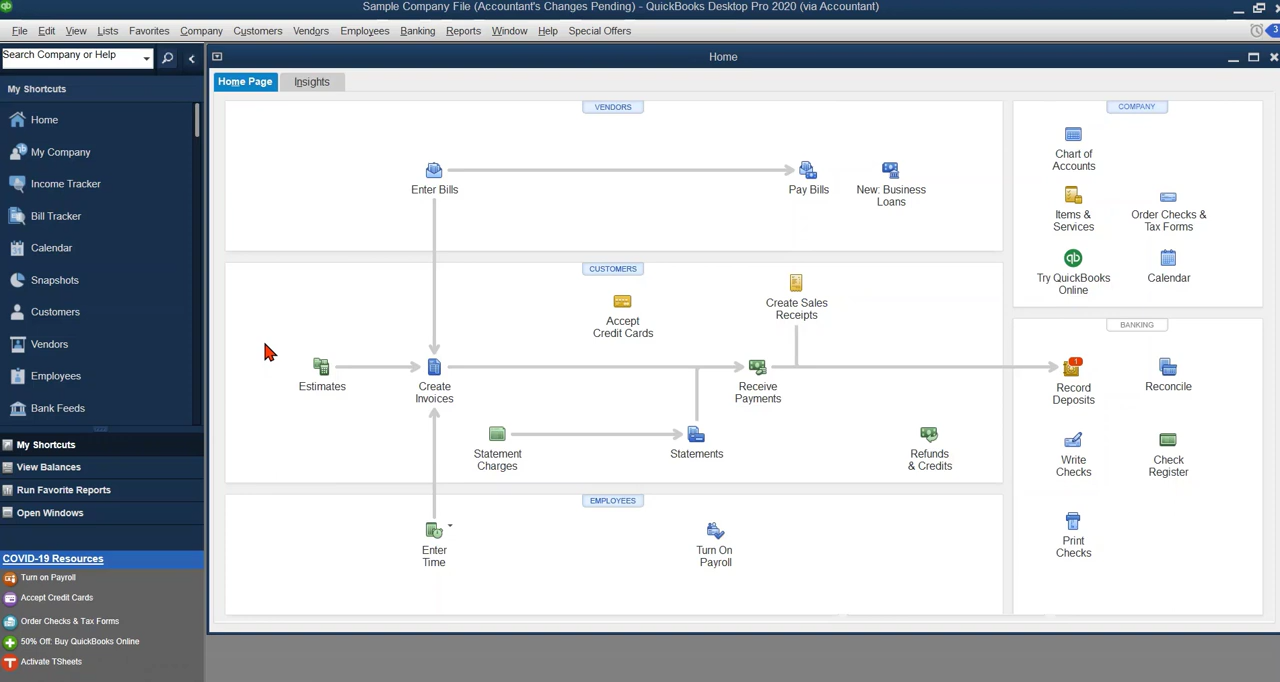 Sample Company File (Accountant's Changes Pending) - QuickBooks Desktop Pro 2020 (via Accountant)
File Edit View Lists Favorites Company Customers Vendors Employees Banking Reports Window Help Special Offers 3
Search Company or Help
Home
My Shortcuts
Home
My Company
Income Tracker
Bill Tracker
Calendar
Snapshots
Customers
Vendors
Employees
Bank Feeds
My Shortcuts
View Balances
Run Favorite Reports
Open Windows
COVID-19 Resources
Turn on Payroll
Accept Credit Cards
Order Checks & Tax Forms
50% Off: Buy QuickBooks Online
Activate TSheets
Home Page
Insights
VENDORS
Enter Bills
Pay Bills
New: Business
Loans
CUSTOMERS
Accept
Credit Cards
Create Sales
Receipts
Estimates
Create
Invoices
Receive
Payments
Statement
Charges
Statements
Refunds
& Credits
EMPLOYEES
Enter
Time
Turn On
Payroll
COMPANY
Chart of
Accounts
Items &
Services
Order Checks &
Tax Forms
Try QuickBooks
Online
Calendar
BANKING
1
Record
Deposits
Reconcile
Write
Checks
Check
Register
Print
Checks